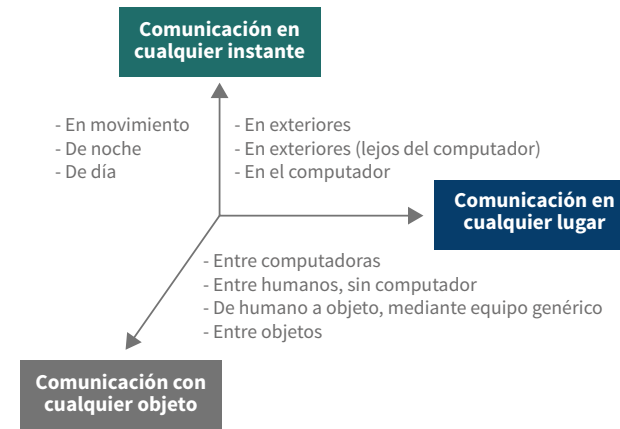 Comunicación en
cualquier instante
- En movimiento
- De noche
- De día
- En exteriores
- En exteriores (lejos del computador)
- En el computador
Comunicación en
cualquier lugar
- Entre computadoras
- Entre humanos, sin computador
- De humano a objeto, mediante equipo genérico
- Entre objetos
Comunicación con
cualquier objeto